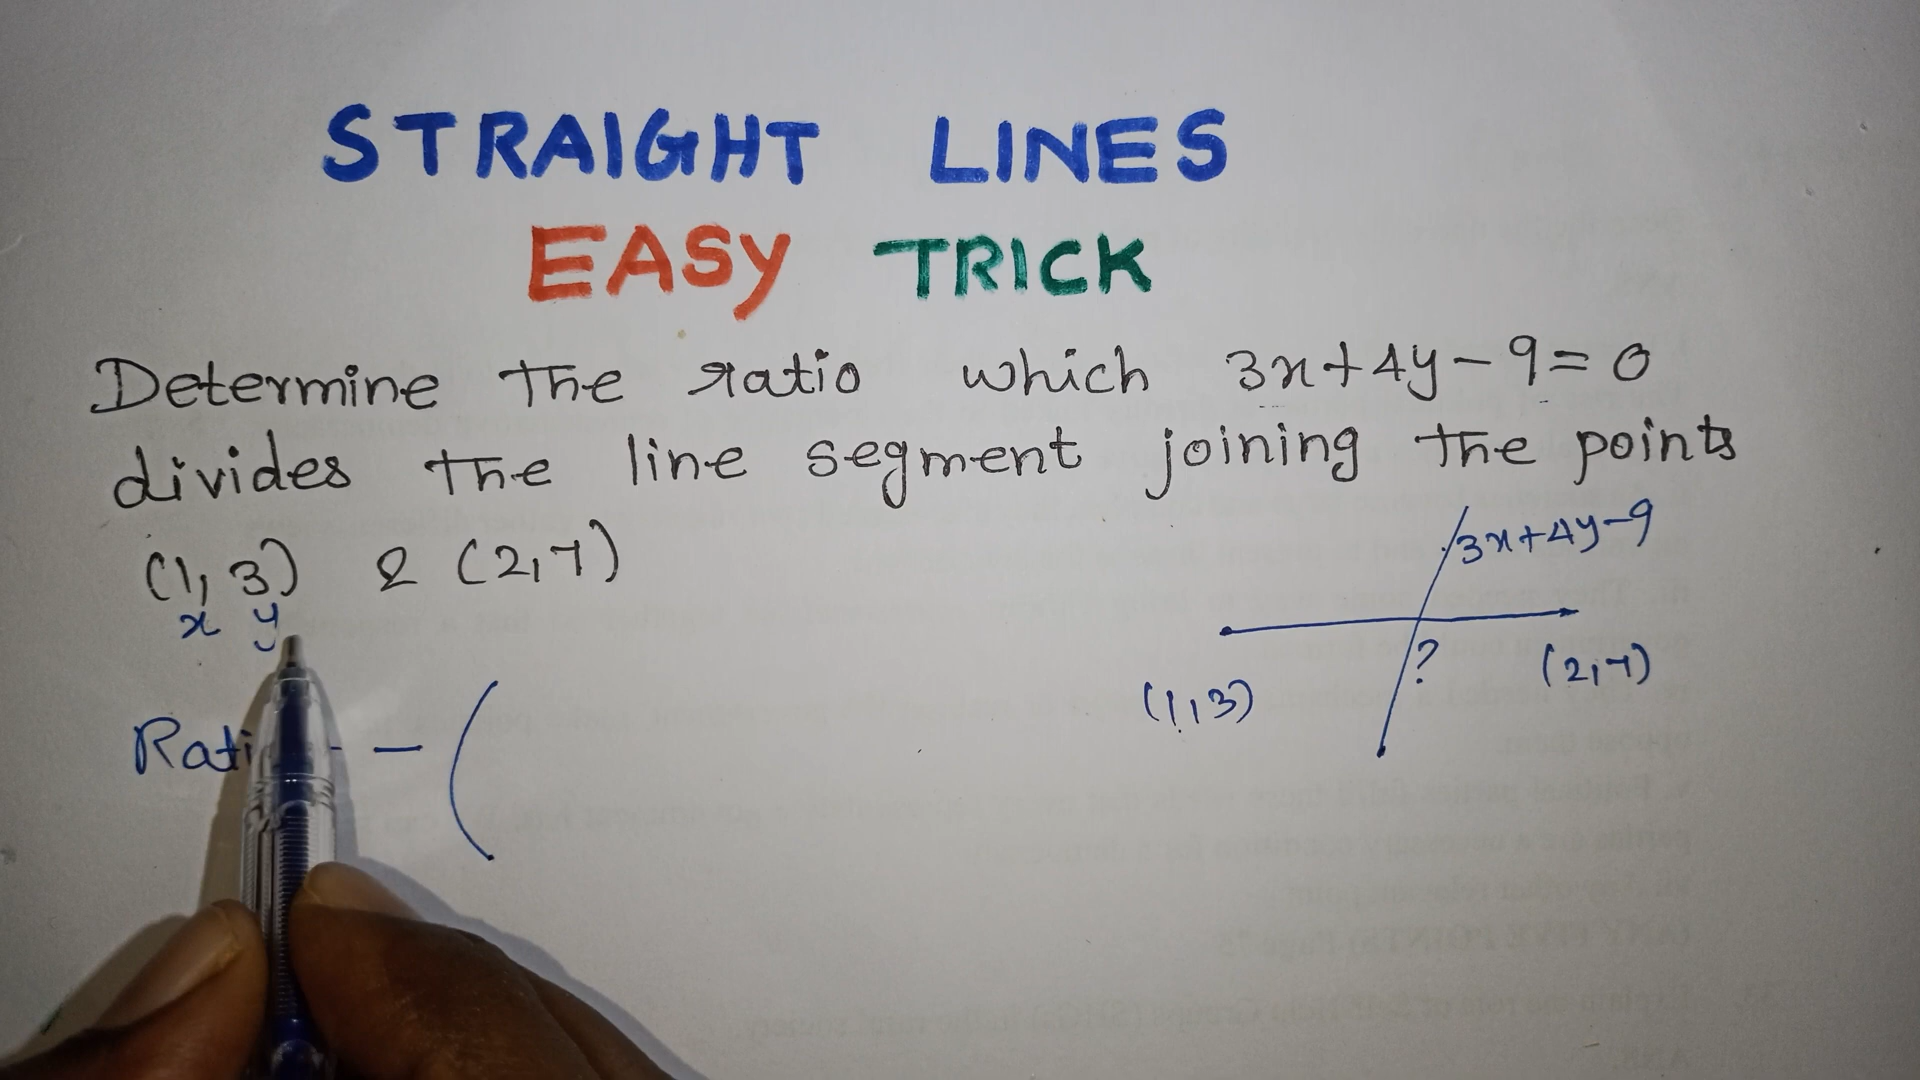 STRAIGHT LINES
EASY TRICK
Determine the ratio which 3x+4y-9=0
divides the line segment joining the points
(1, 3) & (2,7)
x y
3x+4y-9
?
(1,3)
(2,7)
- (